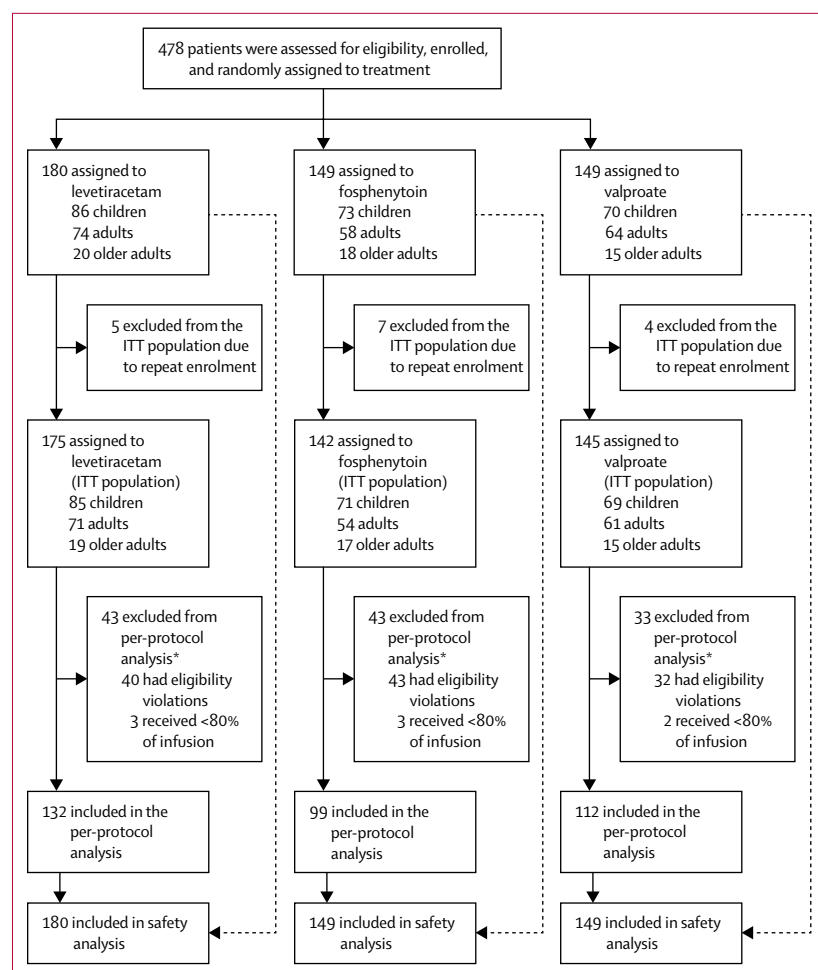 478 patients were assessed for eligibility, enrolled,
and randomly assigned to treatment
180 assigned to
levetiracetam
86 children
74 adults
20 older adults
149 assigned to
fosphenytoin
73 children
58 adults
18 older adults
149 assigned to
valproate
70 children
64 adults
15 older adults
5 excluded from the
ITT population due
to repeat enrolment
7 excluded from the
ITT population due
to repeat enrolment
4 excluded from the
ITT population due
to repeat enrolment
175 assigned to
levetiracetam
(ITT population)
85 children
71 adults
19 older adults
142 assigned to
fosphenytoin
(ITT population)
71 children
54 adults
17 older adults
145 assigned to
valproate
(ITT population)
69 children
61 adults
15 older adults
43 excluded from
per-protocol
analysis*
40 had eligibility
violations
3 received <80%
of infusion
43 excluded from
per-protocol
analysis*
43 had eligibility
violations
3 received <80%
of infusion
33 excluded from
per-protocol
analysis*
32 had eligibility
violations
2 received <80%
of infusion
132 included in the
per-protocol
analysis
99 included in the
per-protocol
analysis
112 included in the
per-protocol
analysis
180 included in safety
analysis
149 included in safety
analysis
149 included in safety
analysis